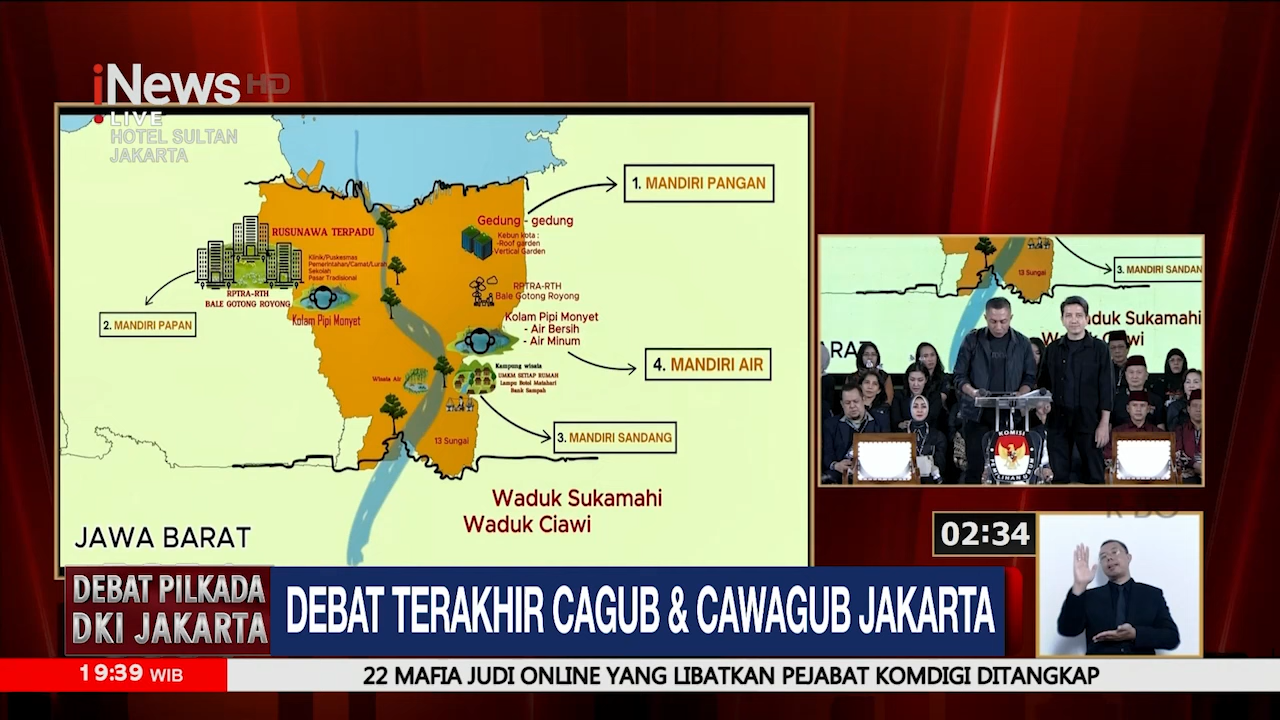 iNews HD
LIVE
HOTEL SULTAN
JAKARTA
1. MANDIRI PANGAN
Gedung - gedung
Kebun kota :
-Roof garden
Vertical Garden
RUSUNAWA TERPADU
Klinik/Puskesmas
Pemerintahan/Camat/Lurah
Sekolah
Pasar Tradisional
RPTRA-RTH
BALE GOTONG ROYONG
Kolam Pipi Monyet
2. MANDIRI PAPAN
RPTRA-RTH
Bale Gotong Royong
Kolam Pipi Monyet
- Air Bersih
- Air Minum
4. MANDIRI AIR
Wisata Air
Kampung wisata
UMKM SETIAP RUMAH
Lampu Botol Matahari
Bank Sampah
13 Sungai
3. MANDIRI SANDANG
Waduk Sukamahi
Waduk Ciawi
JAWA BARAT
13 Sungai
3. MANDIRI SANDAN
duk Sukamahi
KOMISI
02:34
DEBAT PILKADA
DKI JAKARTA
DEBAT TERAKHIR CAGUB & CAWAGUB JAKARTA
19:39 WIB
22 MAFIA JUDI ONLINE YANG LIBATKAN PEJABAT KOMDIGI DITANGKAP